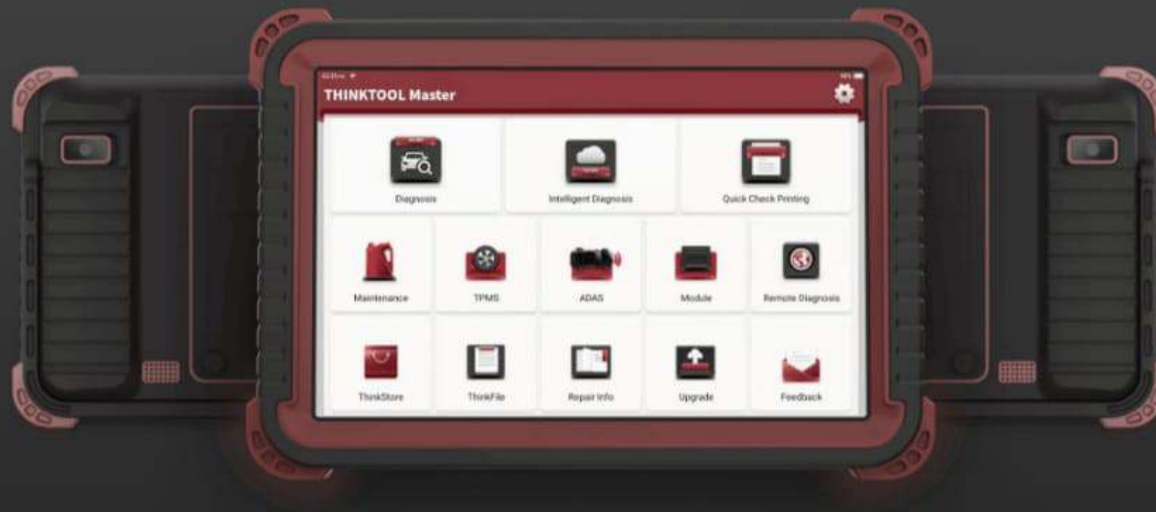 THINKTOOL Master
Diagnosis
Intelligent Diagnosis
Quick Check Printing
Maintenance
TPMS
ADAS
Module
Remote Diagnosis
ThinkStore
ThinkFile
Repair Info
Upgrade
Feedback